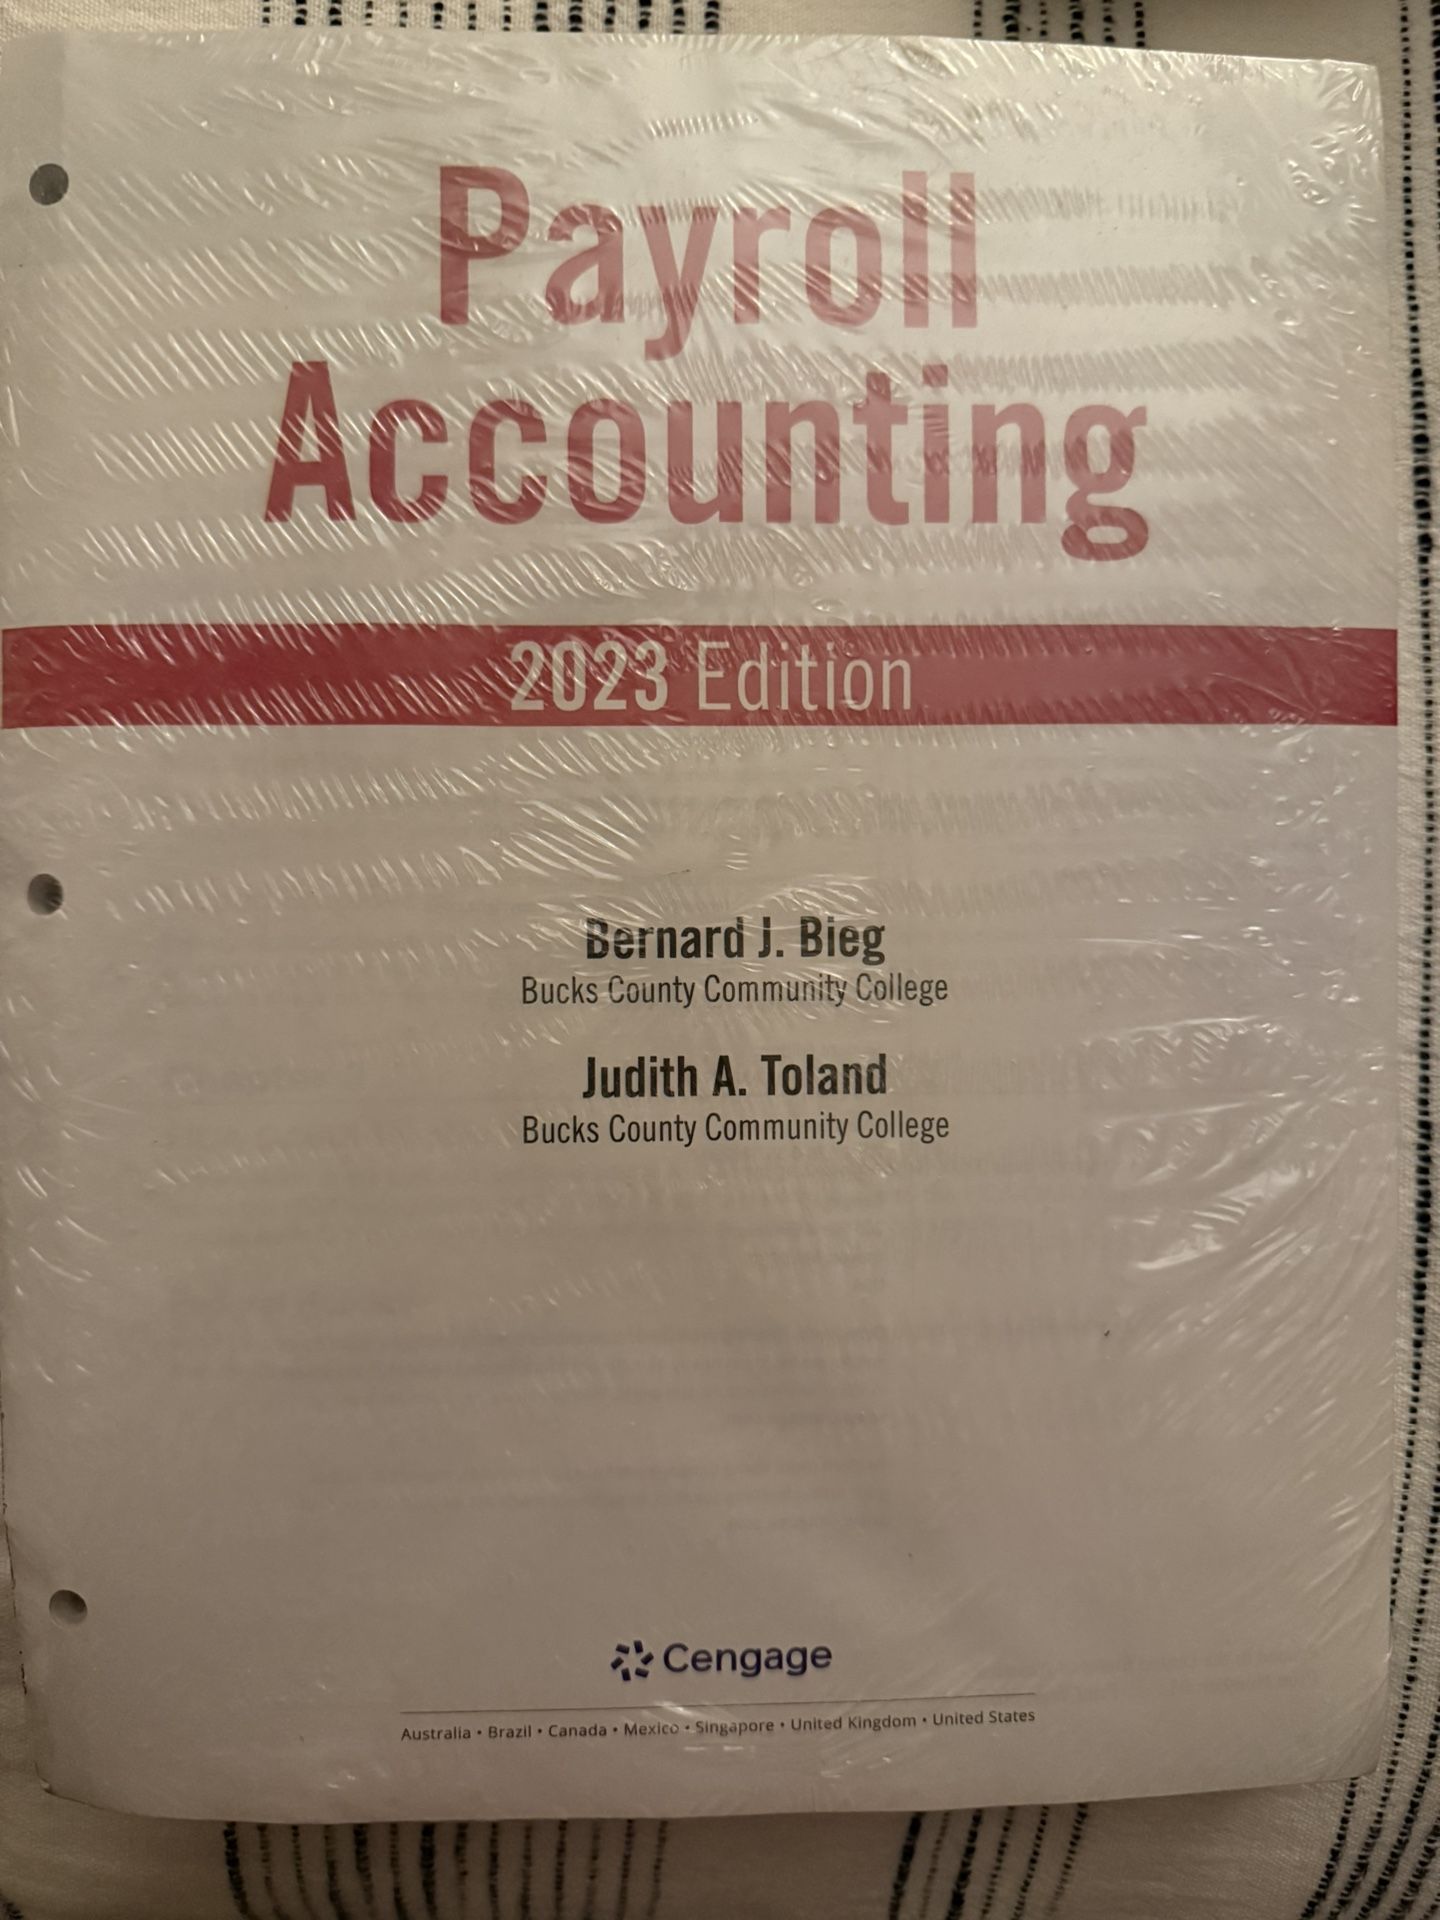 Payroll
Accounting
2023 Edition
Bernard J. Bieg
Bucks County Community College
Judith A. Toland
Bucks County Community College
Cengage
Australia • Brazil • Canada • Mexico • Singapore • United Kingdom • United States